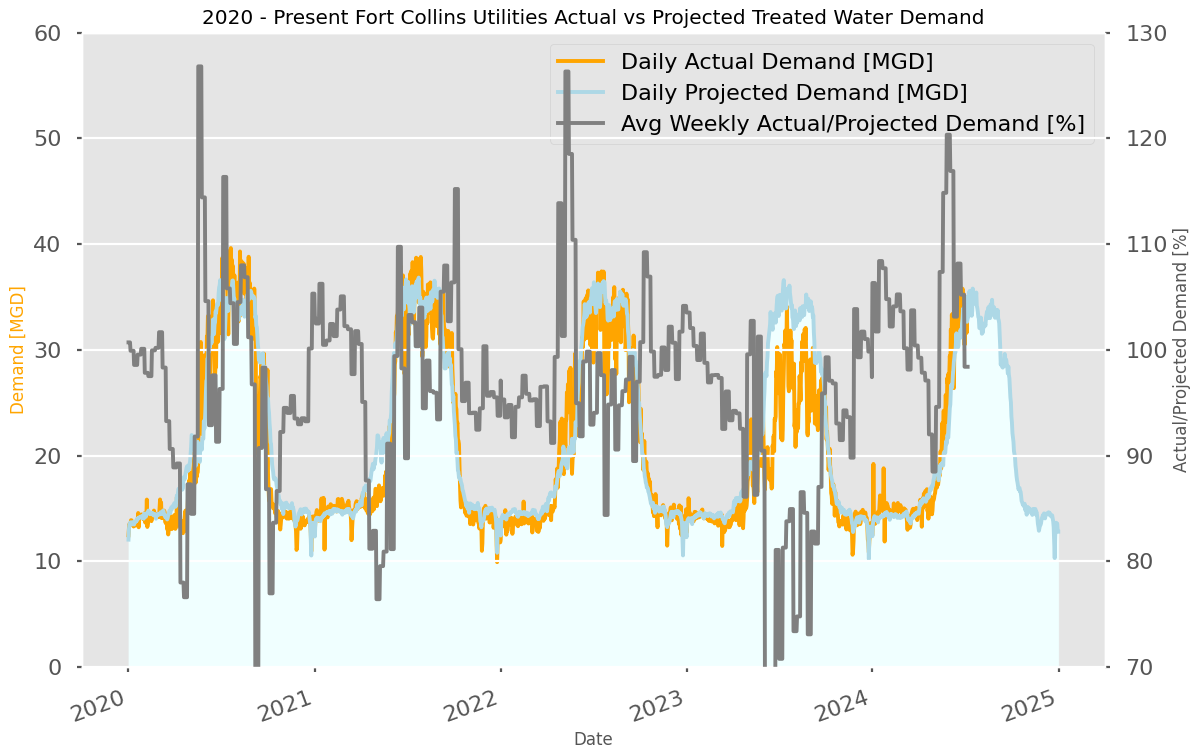 2020 - Present Fort Collins Utilities Actual vs Projected Treated Water Demand
Daily Actual Demand [MGD]
Daily Projected Demand [MGD]
Avg Weekly Actual/Projected Demand [%]
60
50
40
30
20
10
0
Demand [MGD]
130
120
110
100
90
80
70
Actual/Projected Demand [%]
2020
2021
2022
2023
2024
2025
Date